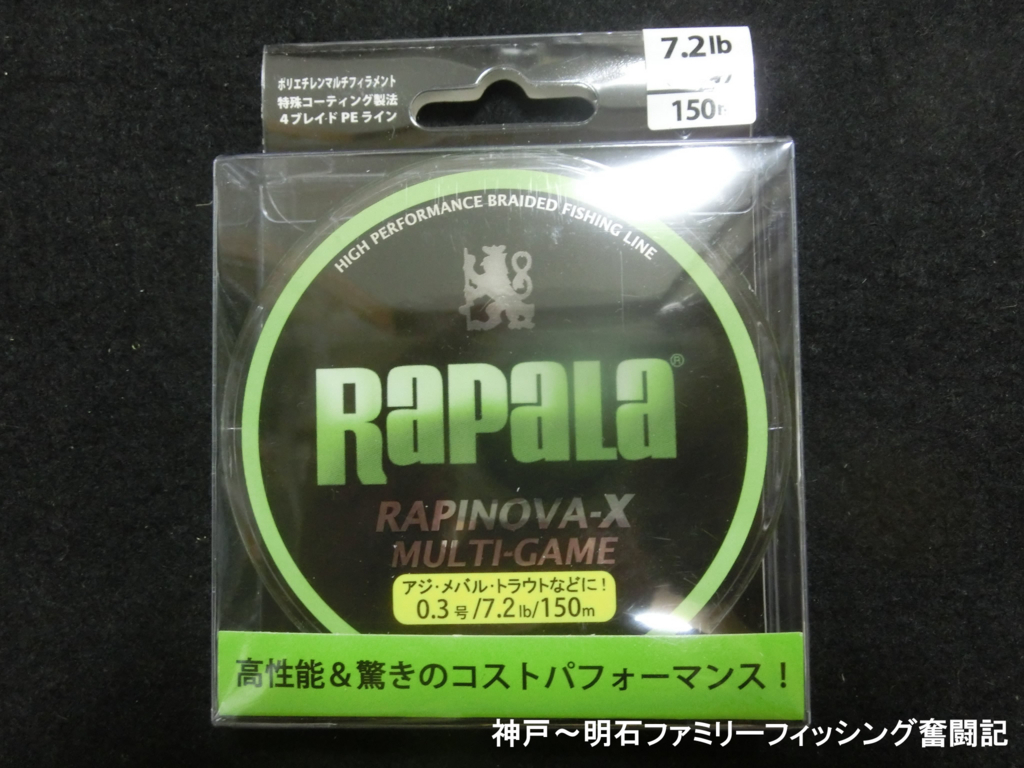 ポリエチレンマルチフィラメント
特殊コーティング製法
4ブレイドPEライン
7.2lb
150
HIGH PERFORMANCE BRAIDED FISHING LINE
RAPALA®
RAPINOVA-X
MULTI-GAME
アジ・メバル・トラウトなどに!
0.3号/7.2lb/150m
高性能&驚きのコストパフォーマンス!
神戸~明石ファミリーフィッシング奮闘記